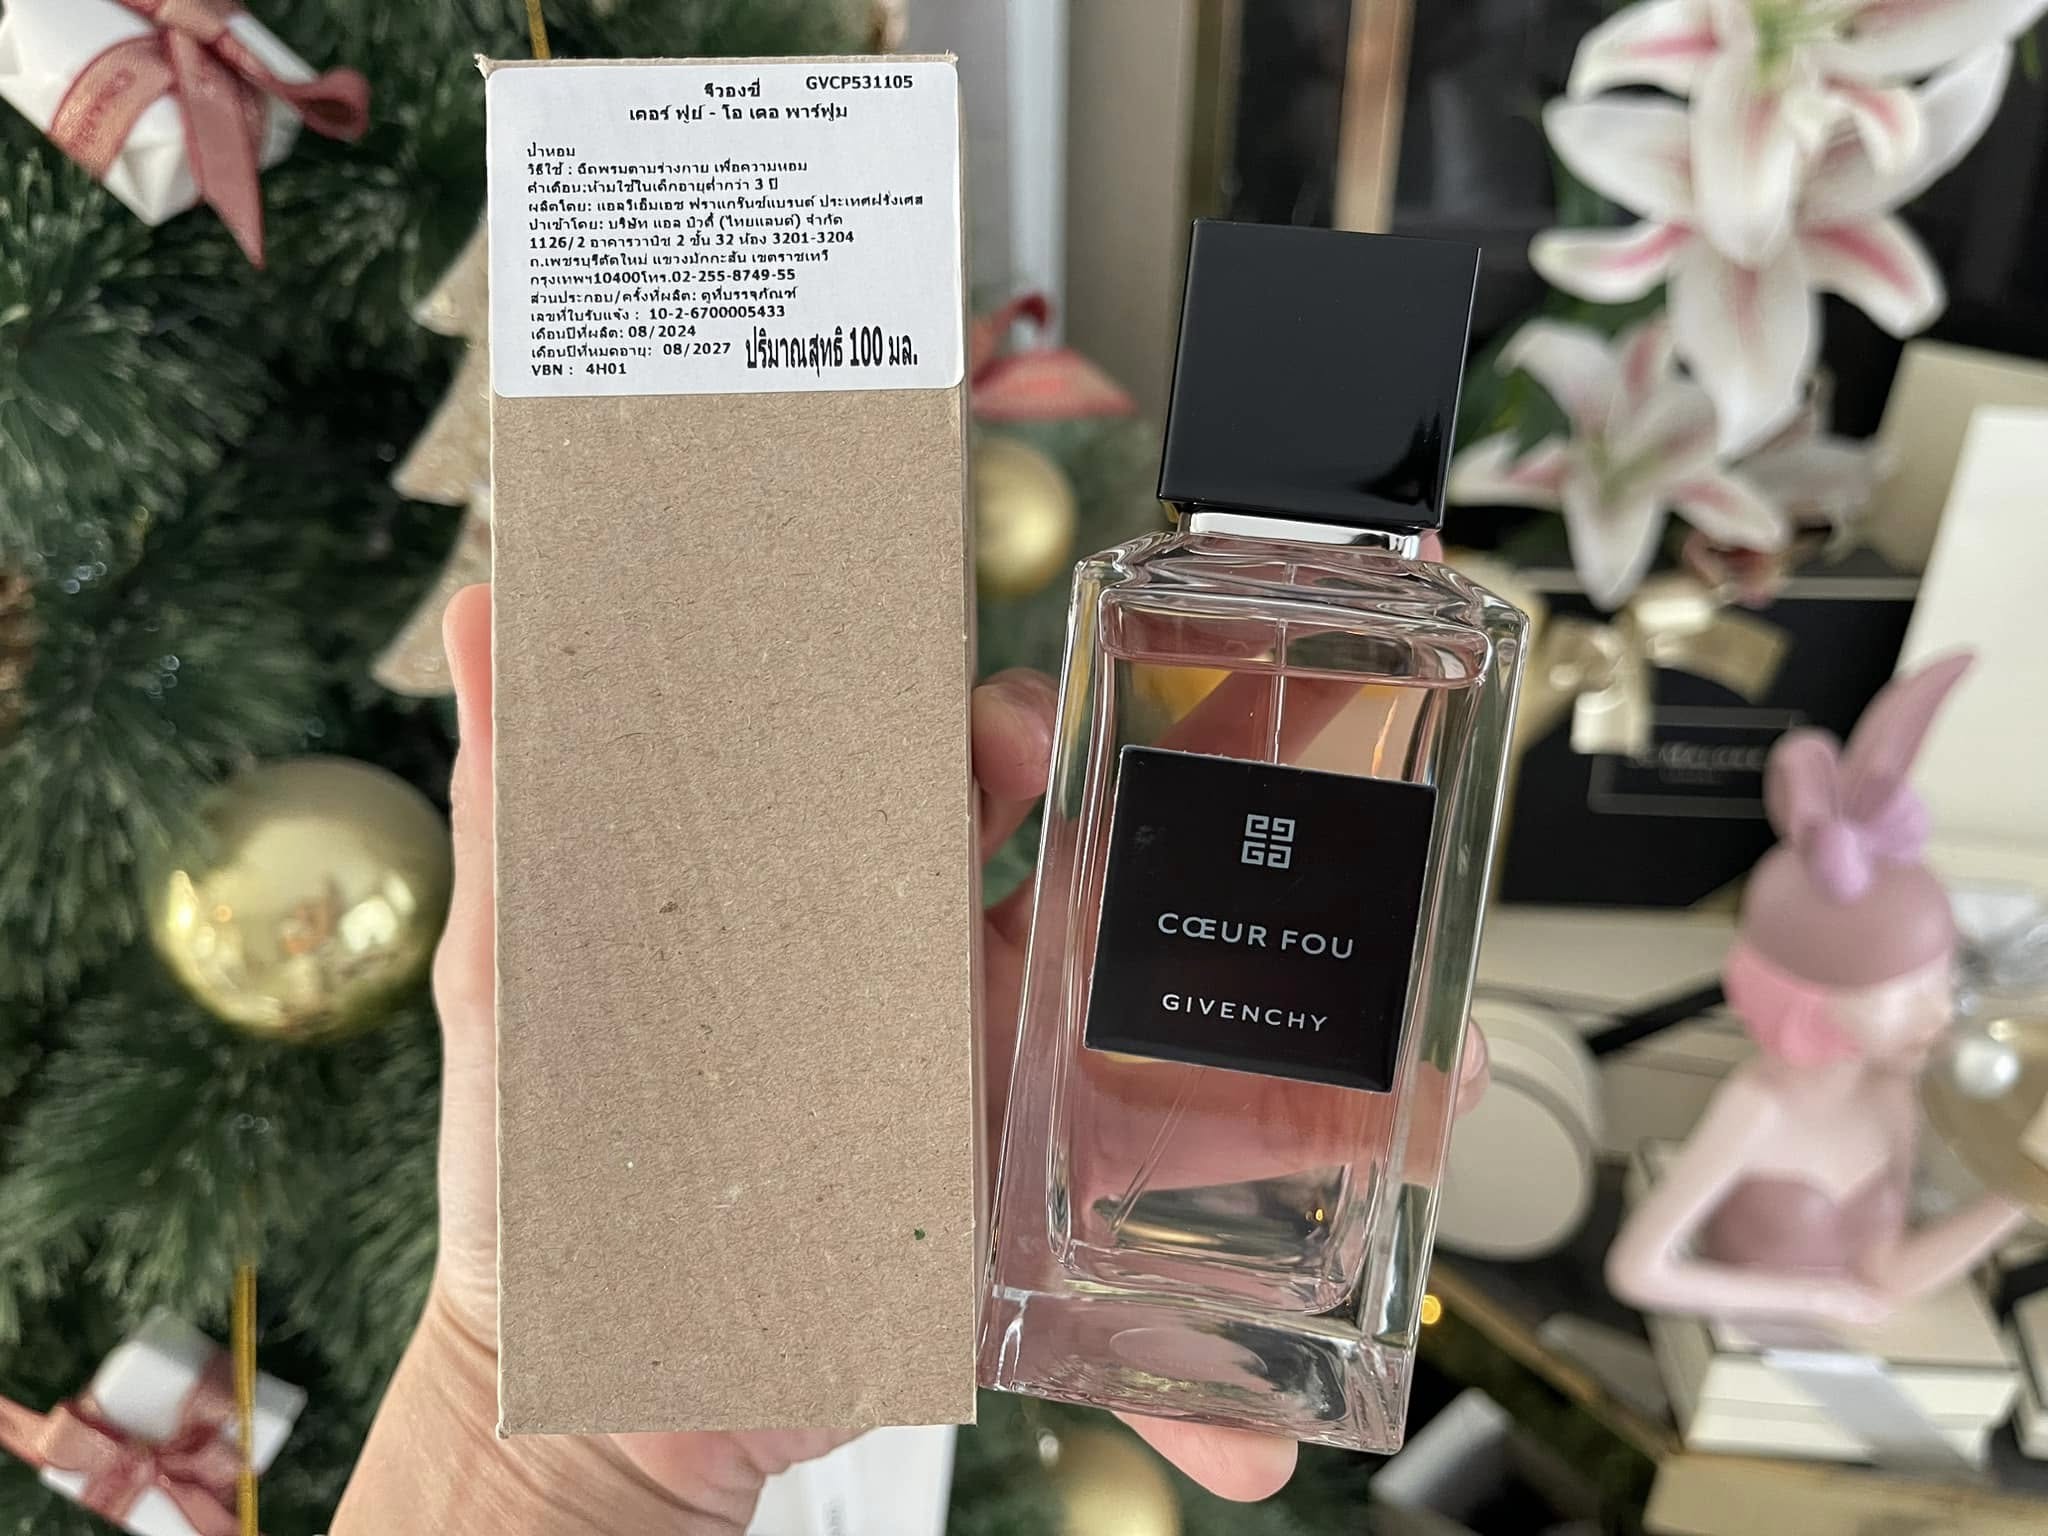 จีวองชี่ GVCP531105
เคอร์ ฟูย์ - โอ เดอ พาร์ฟูม
น้ำหอม
วิธีใช้ : ฉีดพรมตามร่างกาย เพื่อความหอม
คำเตือน:ห้ามใช้ในเด็กอายุต่ำกว่า 3 ปี
ผลิตโดย: แอลวีเอ็มเอช ฟราแกร๊นซ์แบรนด์ ประเทศฝรั่งเศส
นำเข้าโดย: บริษัท แอล บิวตี้ (ไทยแลนด์) จำกัด
1126/2 อาคารวานิช 2 ชั้น 32 ห้อง 3201-3204
ถ.เพชรบุรีตัดใหม่ แขวงมักกะสัน เขตราชเทวี
กรุงเทพฯ10400โทร.02-255-8749-55
ส่วนประกอบ/ครั้งที่ผลิต: ดูที่บรรจุภัณฑ์
เลขที่ใบรับแจ้ง : 10-2-6700005433
เดือนปีที่ผลิต: 08/2024
เดือนปีที่หมดอายุ: 08/2027
ปริมาณสุทธิ 100 มล.
VBN : 4H01
CŒUR FOU
GIVENCHY